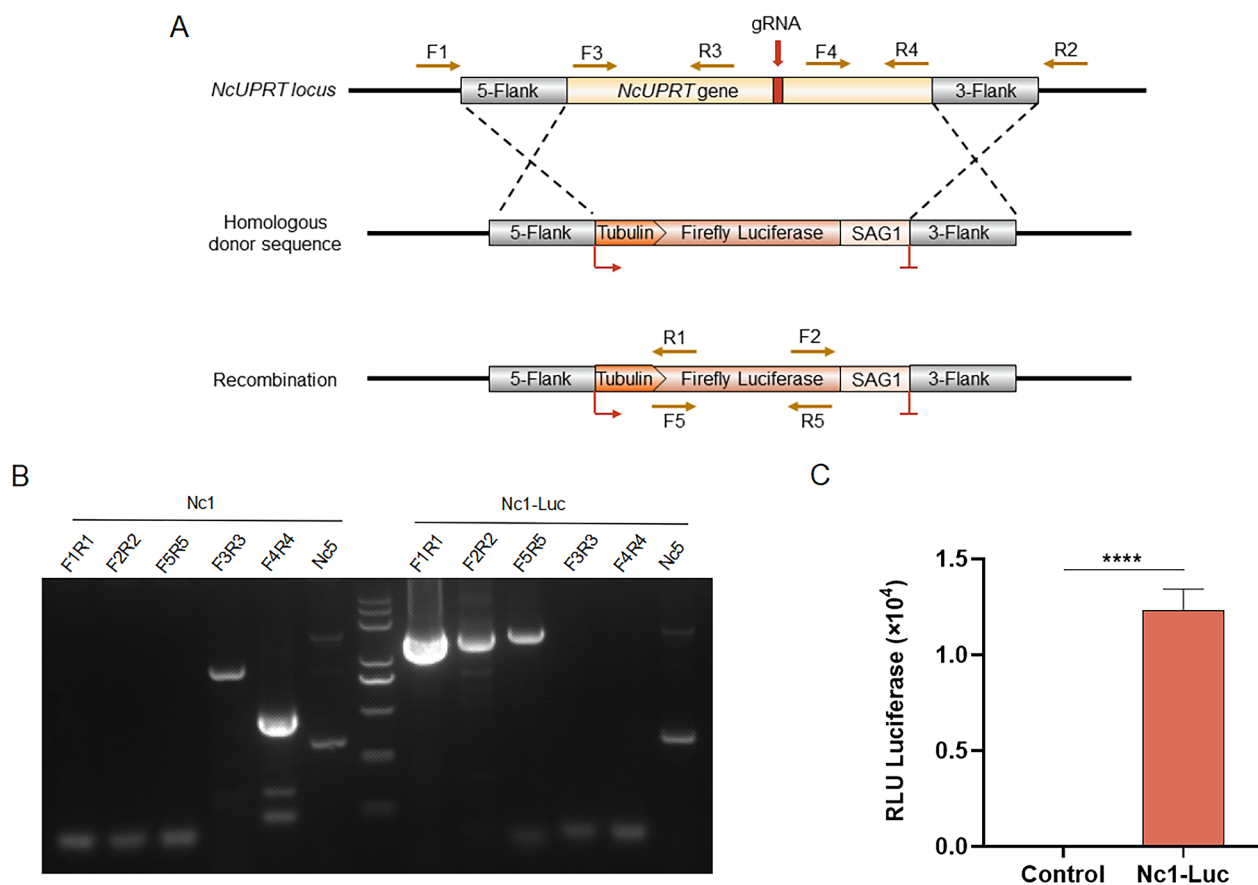 A
gRNA
F1 F3 R3 F4 R4 R2
NcUPRT locus 5-Flank NcUPRT gene 3-Flank
Homologous
donor sequence
5-Flank Tubulin Firefly Luciferase SAG1 3-Flank
R1 F2
Recombination 5-Flank Tubulin Firefly Luciferase SAG1 3-Flank
F5 R5
B
Nc1 Nc1-Luc
F1R1 F2R2 F5R5 F3R3 F4R4 Nc5 F1R1 F2R2 F5R5 F3R3 F4R4 Nc5
C
****
RLU Luciferase (×10⁴)
1.5
1.0
0.5
0.0
Control Nc1-Luc